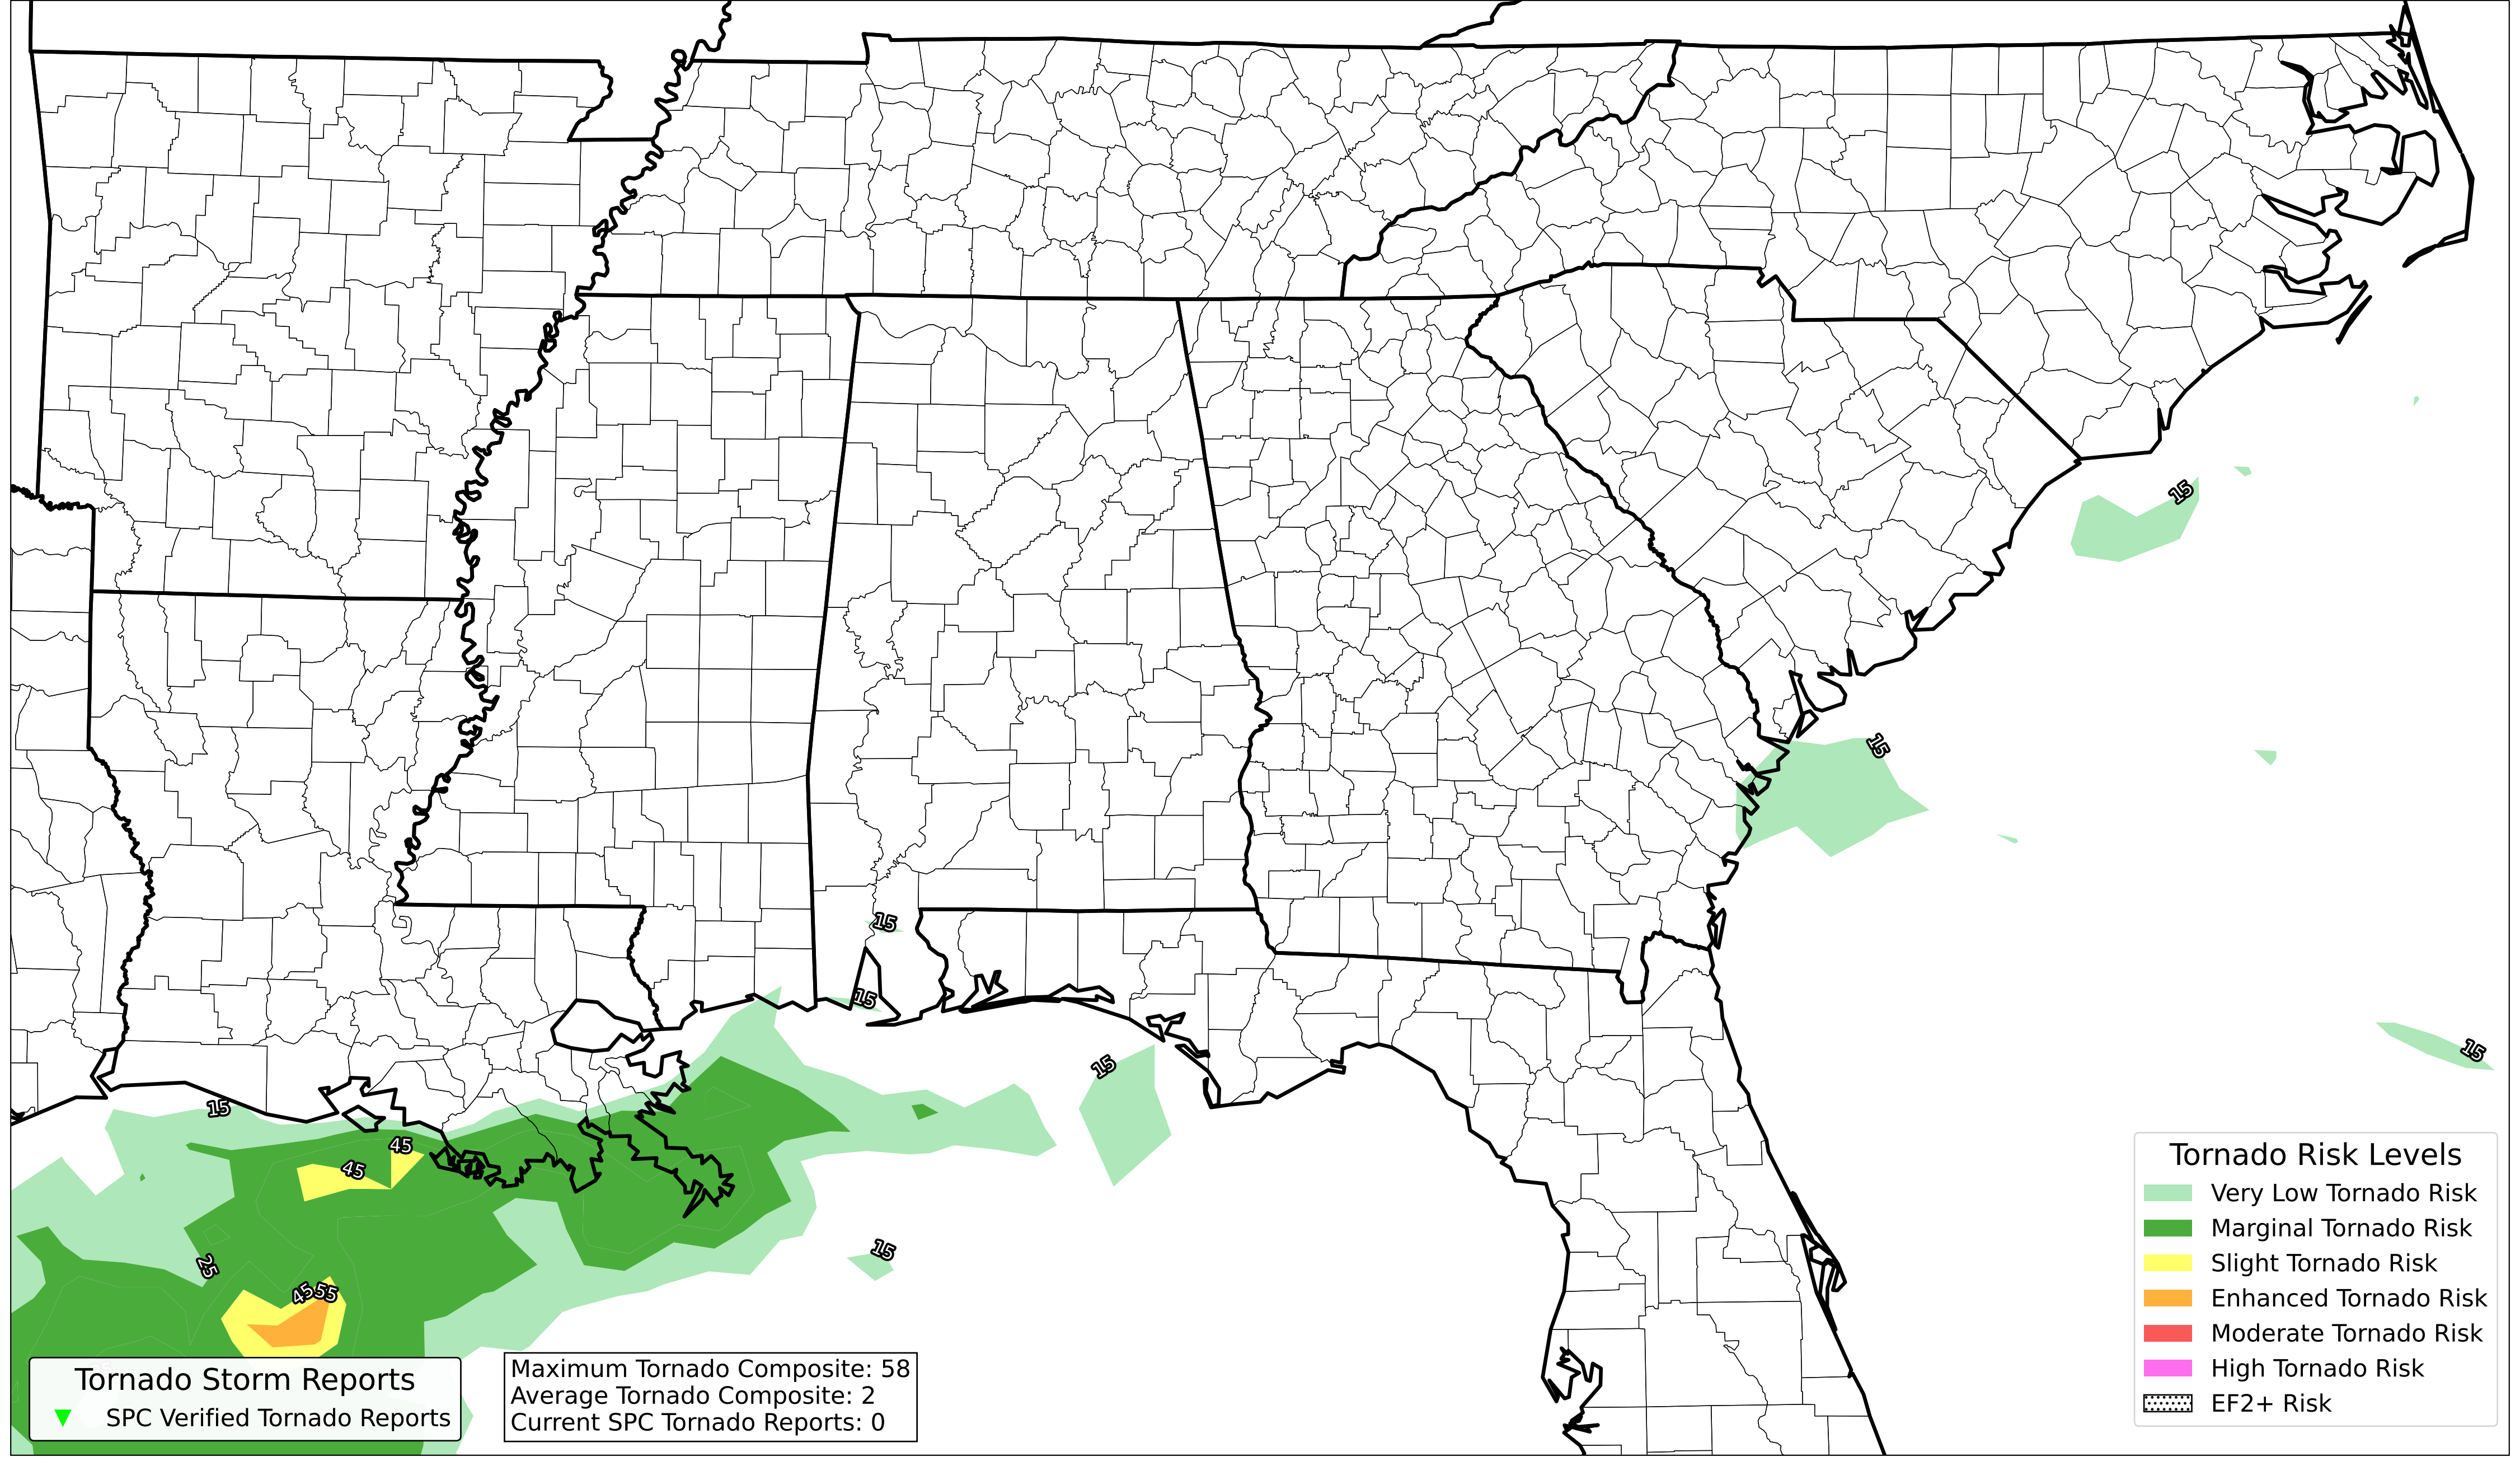 15
15
15
15
15
15
15
45
45
15
15
25
4555
Tornado Storm Reports
SPC Verified Tornado Reports
Maximum Tornado Composite: 58
Average Tornado Composite: 2
Current SPC Tornado Reports: 0
Tornado Risk Levels
Very Low Tornado Risk
Marginal Tornado Risk
Slight Tornado Risk
Enhanced Tornado Risk
Moderate Tornado Risk
High Tornado Risk
EF2+ Risk